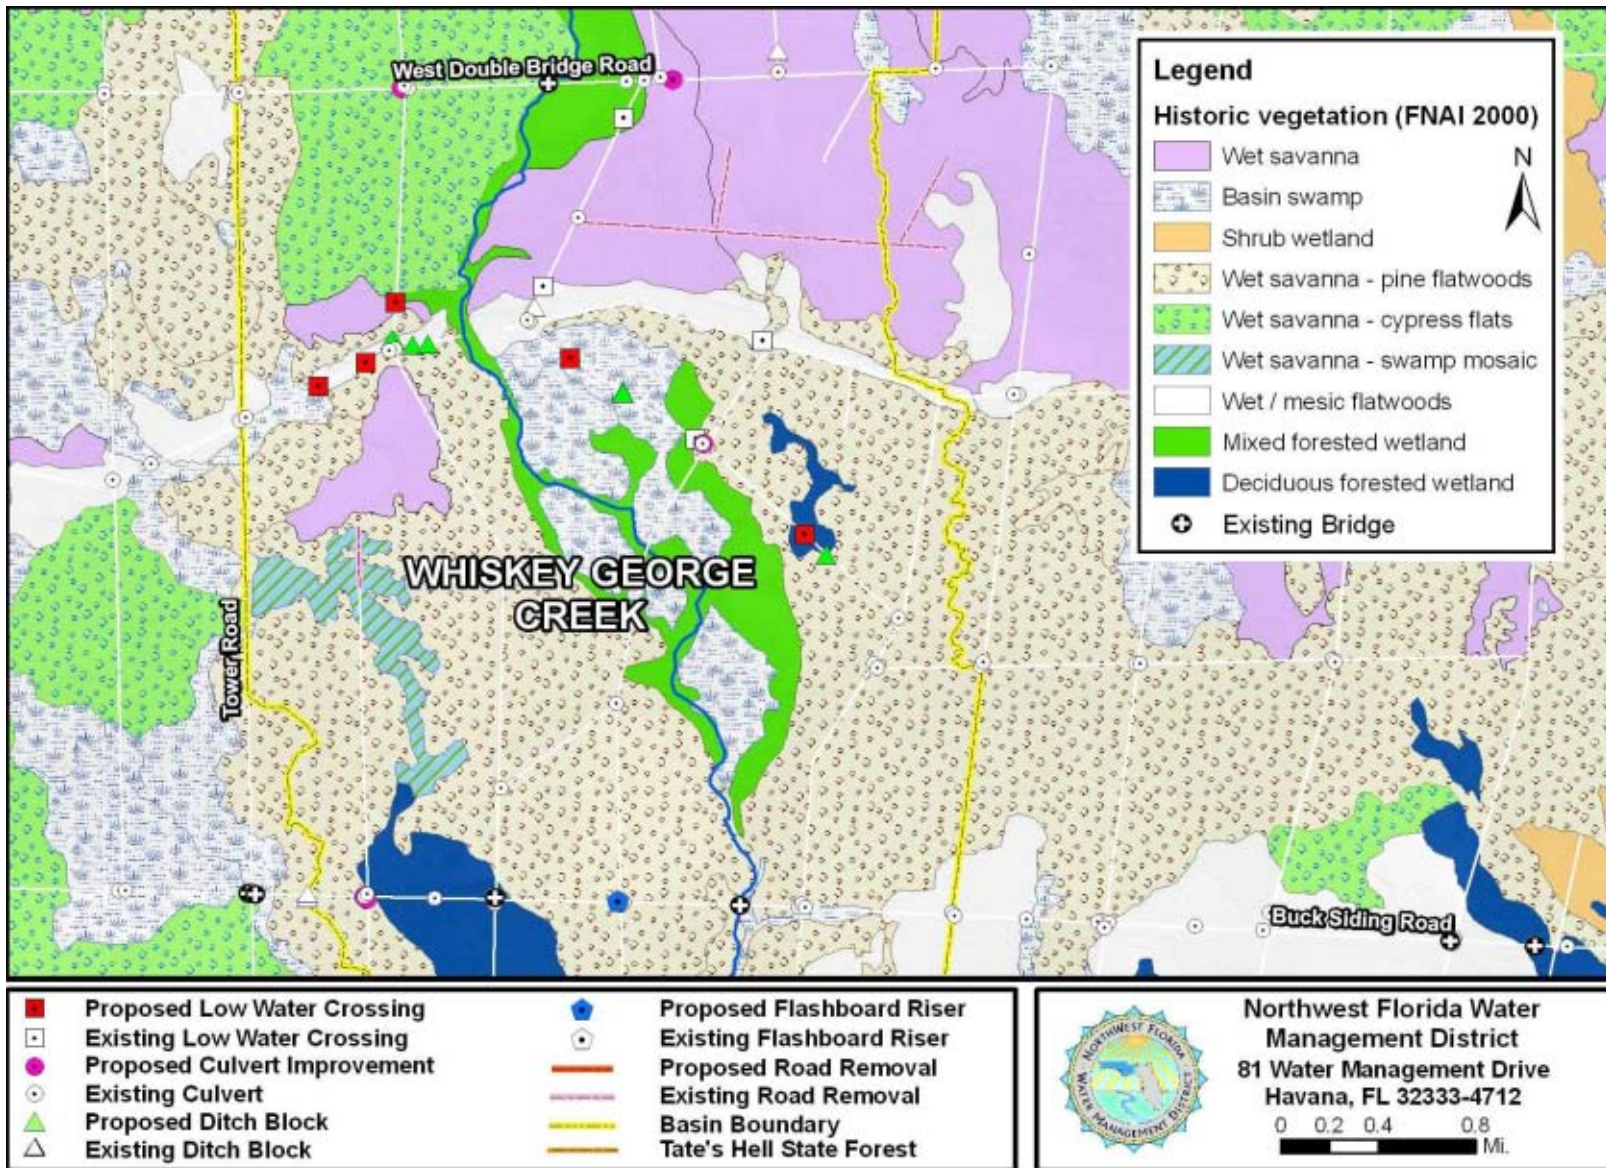 West Double Bridge Road
Legend
Historic vegetation (FNAI 2000)
Wet savanna
N
Basin swamp
Shrub wetland
Wet savanna - pine flatwoods
Wet savanna - cypress flats
Wet savanna - swamp mosaic
Wet / mesic flatwoods
Mixed forested wetland
Deciduous forested wetland
Existing Bridge
WHISKEY GEORGE
CREEK
Tower Road
Buck Siding Road
Proposed Low Water Crossing
Existing Low Water Crossing
Proposed Culvert Improvement
Existing Culvert
Proposed Ditch Block
Existing Ditch Block
Proposed Flashboard Riser
Existing Flashboard Riser
Proposed Road Removal
Existing Road Removal
Basin Boundary
Tate's Hell State Forest
NORTHWEST FLORIDA
WATER MANAGEMENT DISTRICT
Northwest Florida Water
Management District
81 Water Management Drive
Havana, FL 32333-4712
0 0.2 0.4 0.8
Mi.